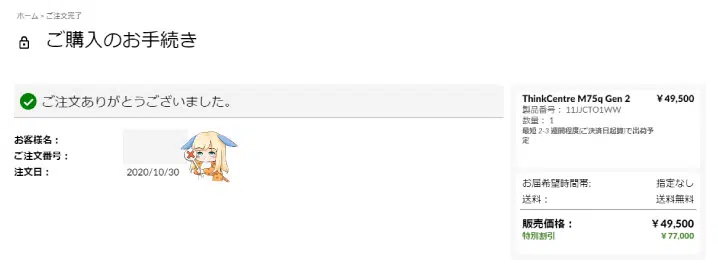 ホーム > ご注文完了
ご購入のお手続き
ご注文ありがとうございました。
お客様名：
ご注文番号：
注文日： 2020/10/30
ThinkCentre M75q Gen 2 ￥49,500
製品番号： 11JJCTO1WW
数量： 1
最短 2-3 週間程度(ご決済日起算)で出荷予
定
お届希望時間帯: 指定なし
送料： 送料無料
販売価格： ￥49,500
特別割引 ￥77,000